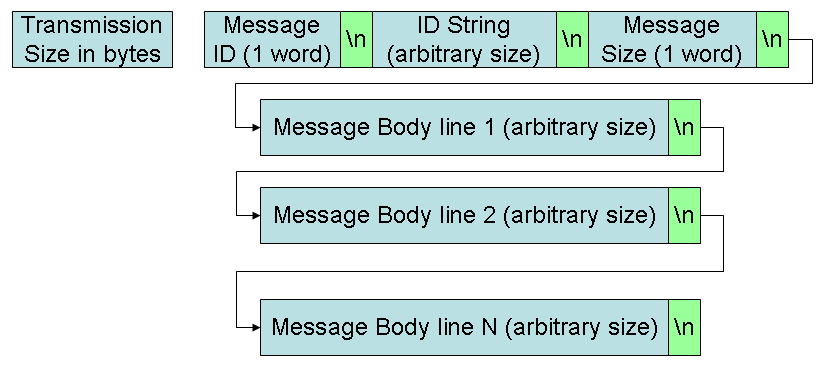 Transmission
Size in bytes
Message
ID (1 word)
\n
ID String
(arbitrary size)
\n
Message
Size (1 word)
\n
Message Body line 1 (arbitrary size)
\n
Message Body line 2 (arbitrary size)
\n
Message Body line N (arbitrary size)
\n